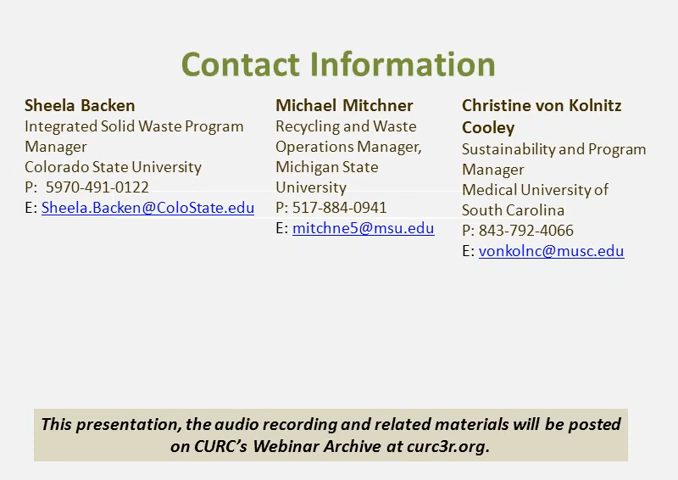 Contact Information
Sheela Backen
Integrated Solid Waste Program
Manager
Colorado State University
P:  5970-491-0122
E: Sheela.Backen@ColoState.edu
Michael Mitchner
Recycling and Waste
Operations Manager,
Michigan State
University
P: 517-884-0941
E: mitchne5@msu.edu
Christine von Kolnitz
Cooley
Sustainability and Program
Manager
Medical University of
South Carolina
P: 843-792-4066
E: vonkolnc@musc.edu
This presentation, the audio recording and related materials will be posted
on CURC’s Webinar Archive at curc3r.org.